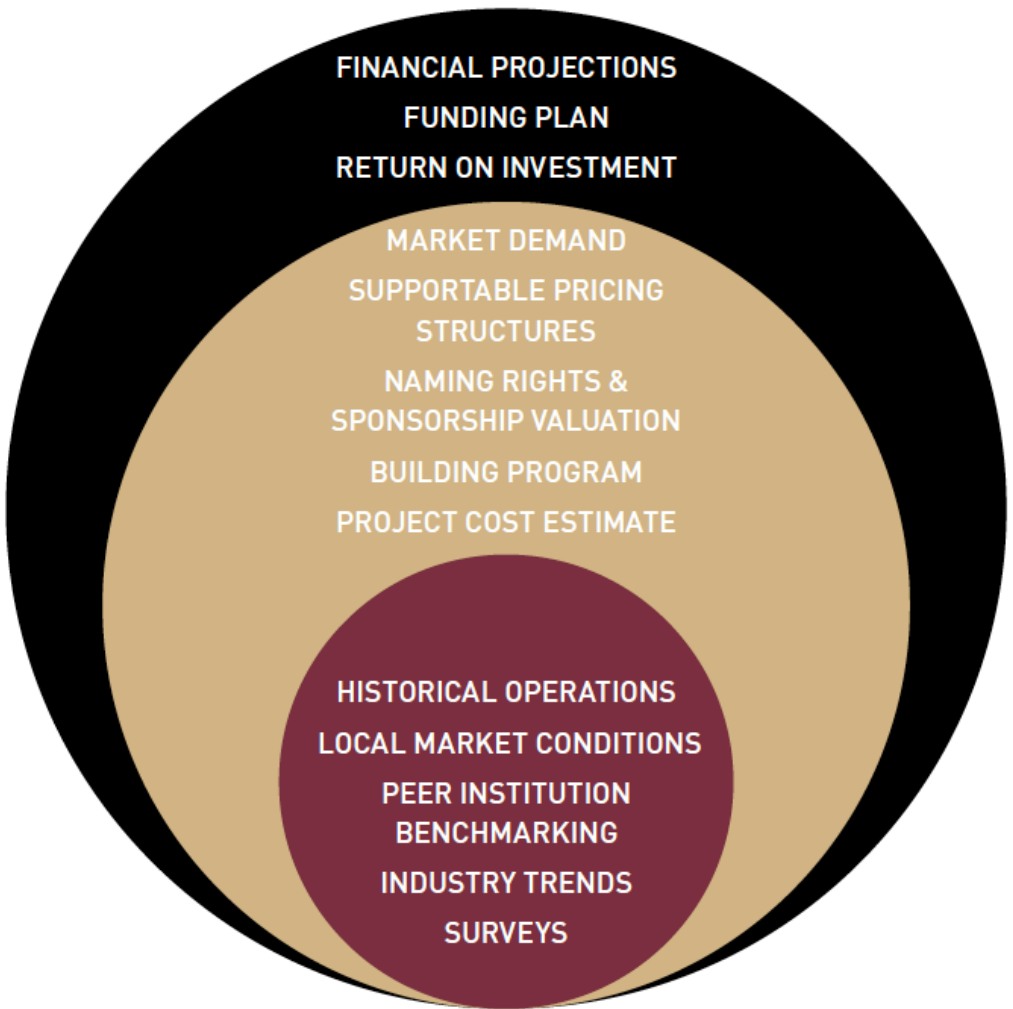 FINANCIAL PROJECTIONS
FUNDING PLAN
RETURN ON INVESTMENT
MARKET DEMAND
SUPPORTABLE PRICING
STRUCTURES
NAMING RIGHTS &
SPONSORSHIP VALUATION
BUILDING PROGRAM
PROJECT COST ESTIMATE
HISTORICAL OPERATIONS
LOCAL MARKET CONDITIONS
PEER INSTITUTION
BENCHMARKING
INDUSTRY TRENDS
SURVEYS